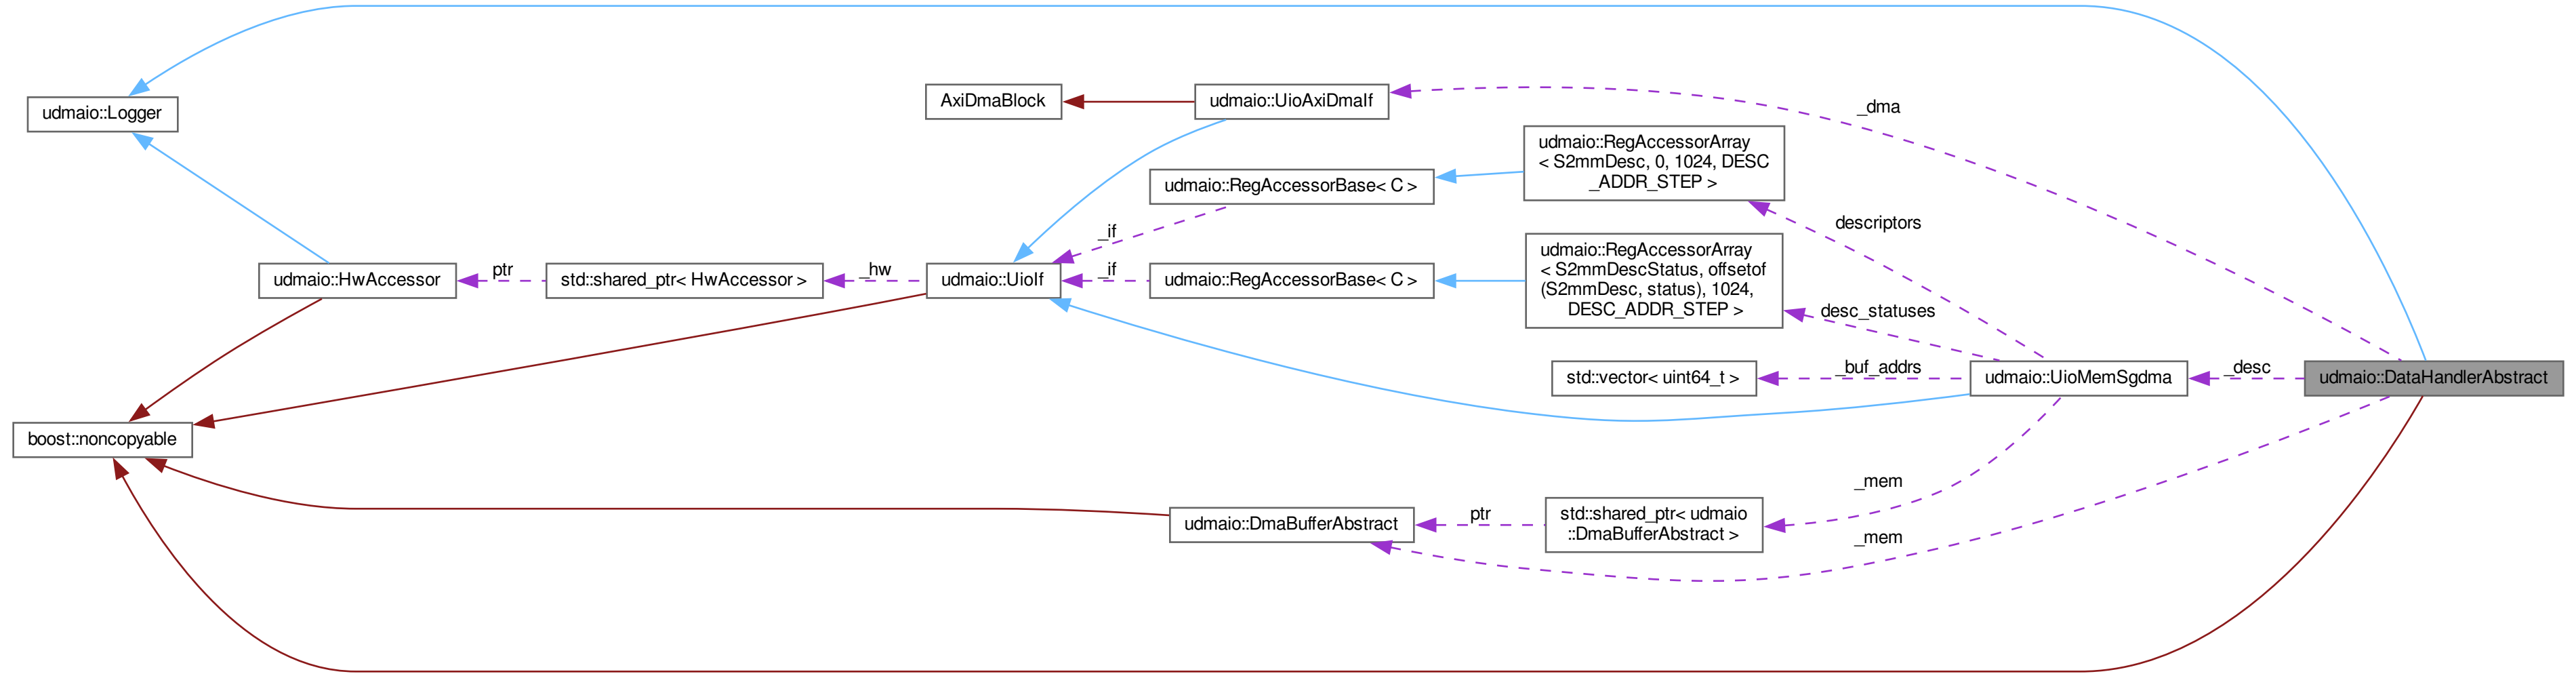 udmaio::Logger
AxiDmaBlock
udmaio::UioAxiDmaIf
_dma
udmaio::RegAccessorArray
< S2mmDesc, 0, 1024, DESC
_ADDR_STEP >
udmaio::RegAccessorBase< C >
descriptors
_if
udmaio::HwAccessor
ptr
std::shared_ptr< HwAccessor >
_hw
udmaio::UioIf
_if
udmaio::RegAccessorBase< C >
udmaio::RegAccessorArray
< S2mmDescStatus, offsetof
(S2mmDesc, status), 1024,
DESC_ADDR_STEP >
desc_statuses
std::vector< uint64_t >
_buf_addrs
udmaio::UioMemSgdma
_desc
udmaio::DataHandlerAbstract
boost::noncopyable
_mem
udmaio::DmaBufferAbstract
ptr
std::shared_ptr< udmaio
::DmaBufferAbstract >
_mem